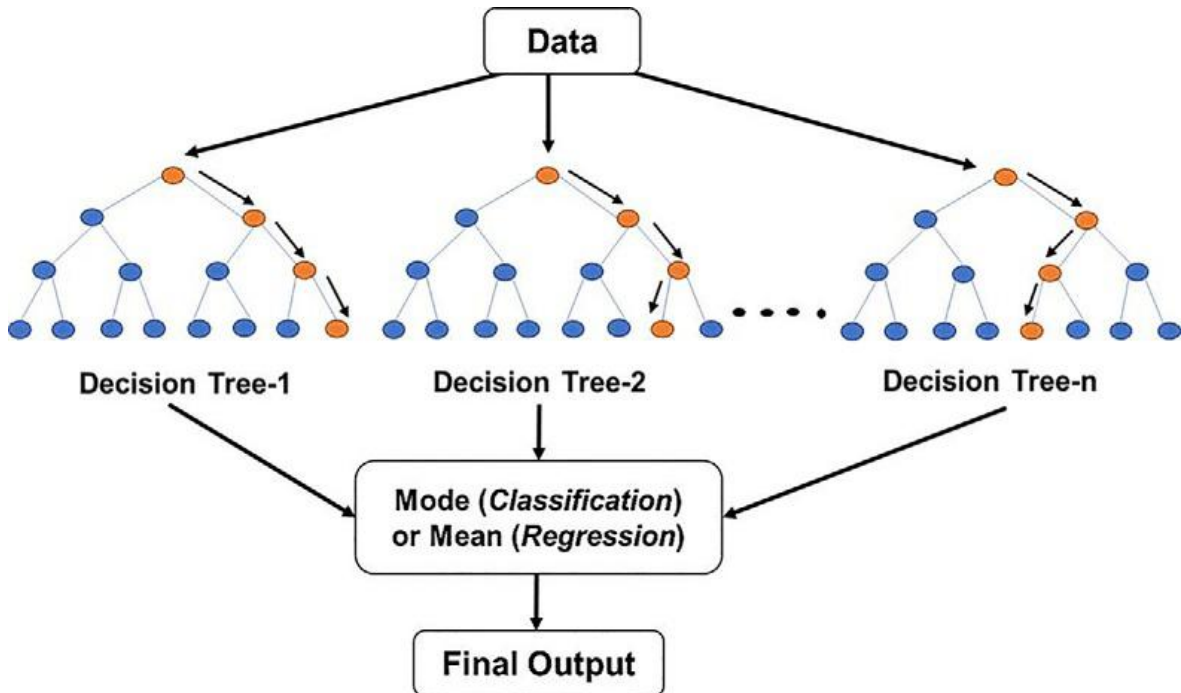 Data
Decision Tree-1
Decision Tree-2
Decision Tree-n
Mode (Classification)
or Mean (Regression)
Final Output